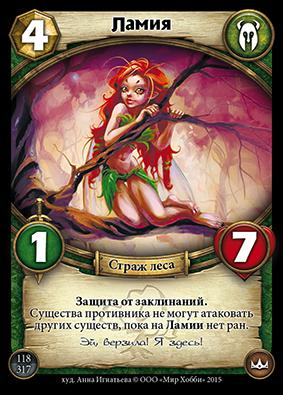 4
Ламия
1
Страж леса
7
Защита от заклинаний.
Существа противника не могут атаковать
других существ, пока на Ламии нет ран.
Эй, верзила! Я здесь!
118
317
худ. Анна Игнатьева © ООО «Мир Хобби» 2015